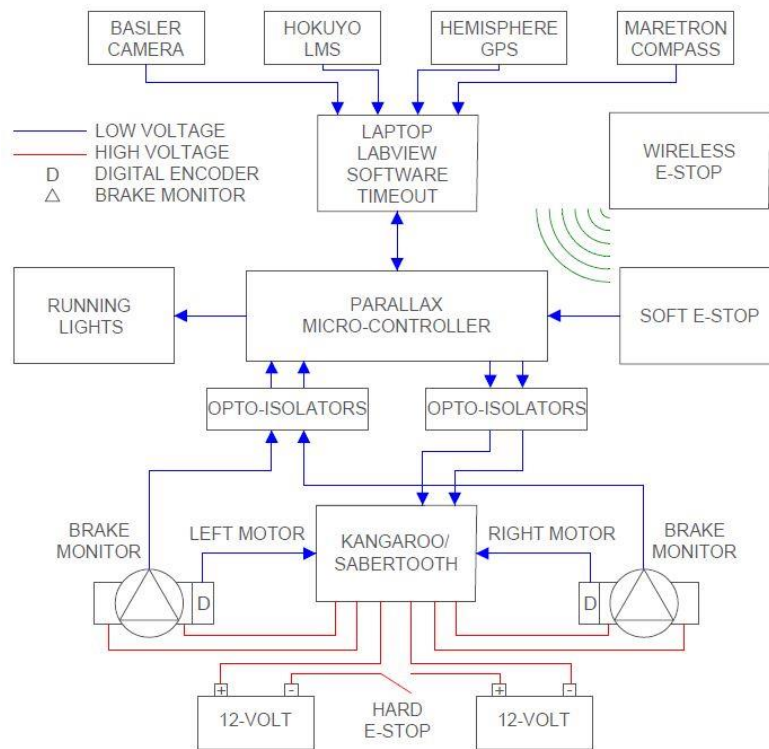 BASLER
CAMERA
HOKUYO
LMS
HEMISPHERE
GPS
MARETRON
COMPASS
LOW VOLTAGE
HIGH VOLTAGE
D DIGITAL ENCODER
△ BRAKE MONITOR
LAPTOP
LABVIEW
SOFTWARE
TIMEOUT
WIRELESS
E-STOP
RUNNING
LIGHTS
PARALLAX
MICRO-CONTROLLER
SOFT E-STOP
OPTO-ISOLATORS
OPTO-ISOLATORS
BRAKE
MONITOR
LEFT MOTOR
KANGAROO/
SABERTOOTH
RIGHT MOTOR
BRAKE
MONITOR
D
D
+
-
+
-
12-VOLT
HARD
E-STOP
12-VOLT